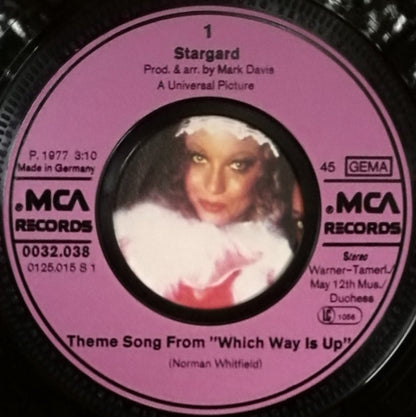 1
Stargard
Prod. & arr. by Mark Davis
A Universal Picture
P. 1977 3:10
Made in Germany
45 GEMA
MCA
RECORDS
MCA
RECORDS
0032.038
0125.015 S 1
Stereo
Warner-Tamerl./
May 12th Mus./
Duchess
LC 1056
Theme Song From "Which Way Is Up"
(Norman Whitfield)